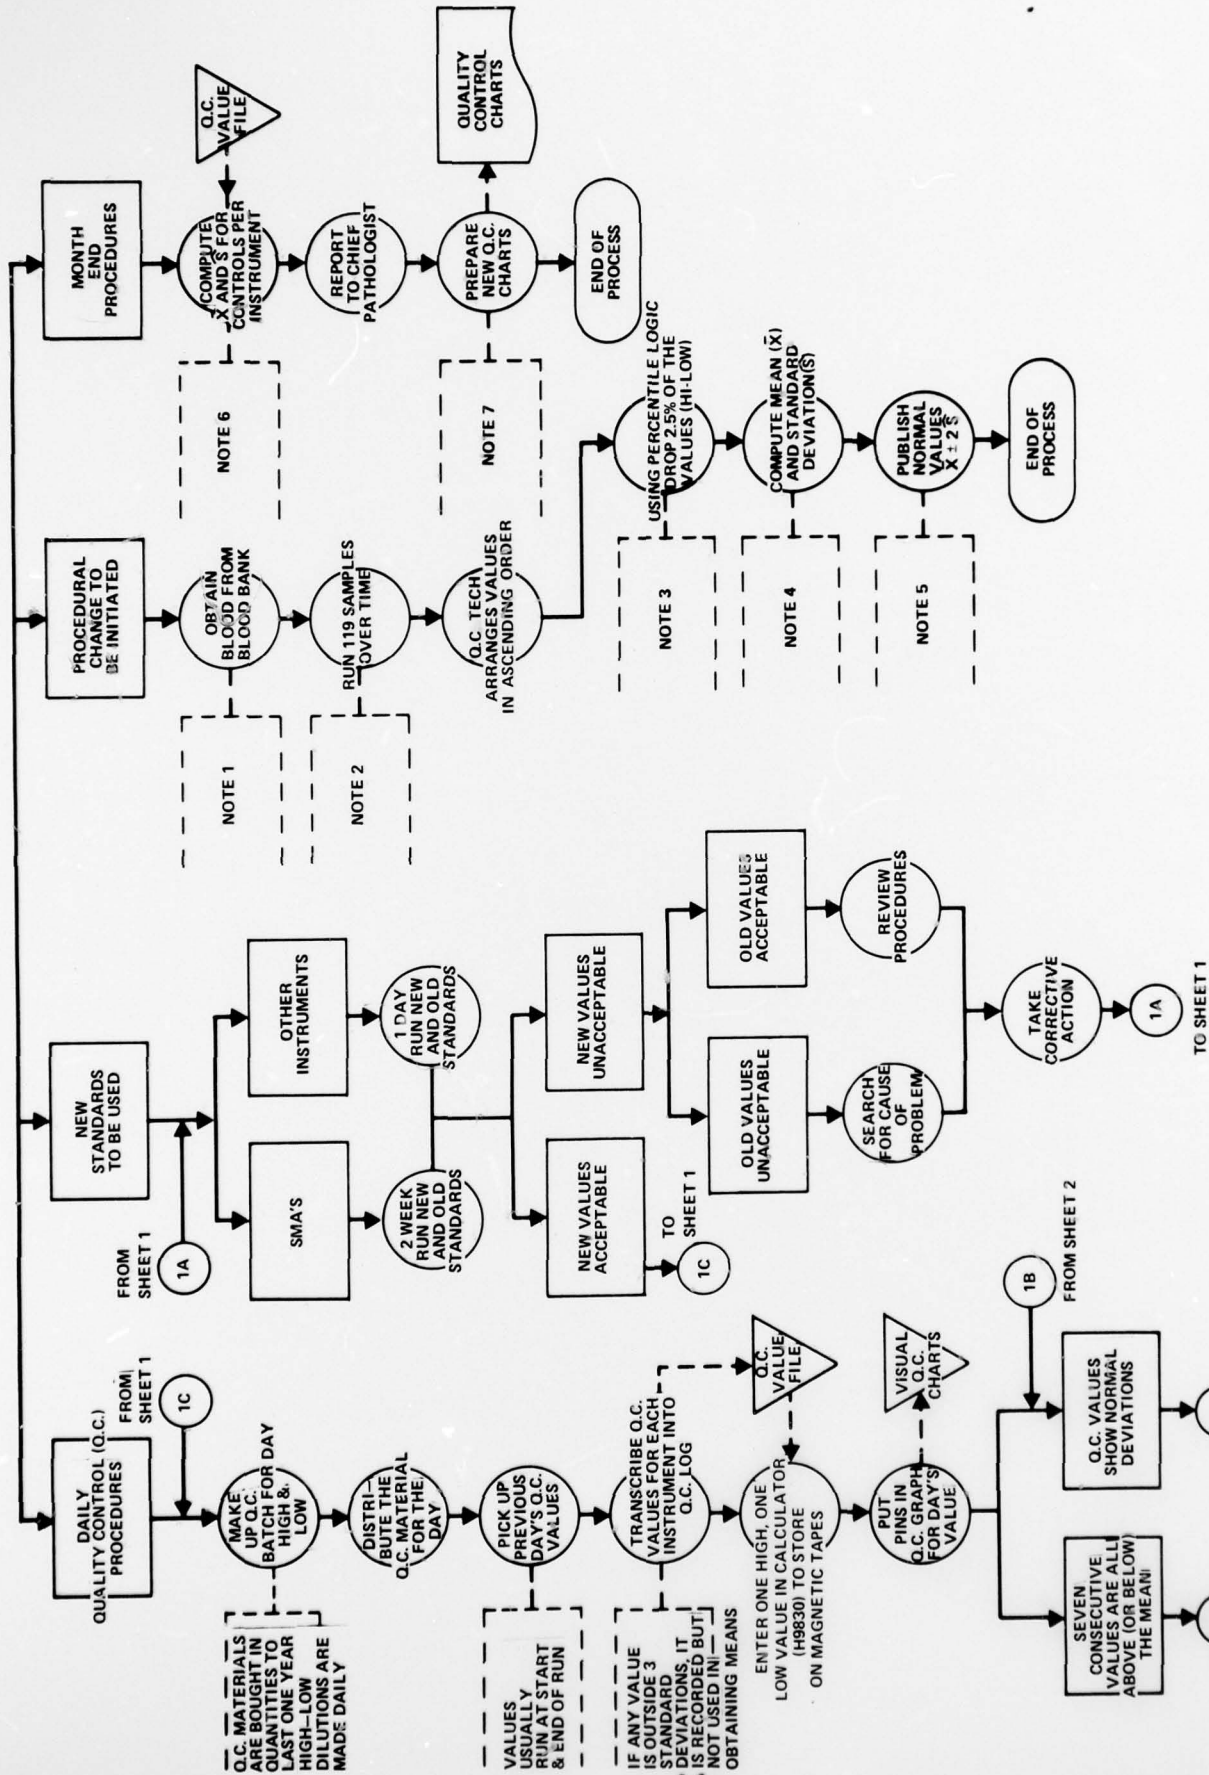 DAILY
QUALITY CONTROL (Q.C.)
PROCEDURES
FROM
SHEET 1
1C
MAKE
UP Q.C.
BATCH FOR DAY
HIGH &
LOW
Q.C. MATERIALS
ARE BOUGHT IN
QUANTITIES TO
LAST ONE YEAR
HIGH-LOW
DILUTIONS ARE
MADE DAILY
DISTRI-
BUTE THE
Q.C. MATERIAL
FOR THE
DAY
PICK UP
PREVIOUS
DAY'S Q.C.
VALUES
VALUES
USUALLY
RUN AT START
& END OF RUN
TRANSCRIBE Q.C.
VALUES FOR EACH
INSTRUMENT INTO
Q.C. LOG
IF ANY VALUE
IS OUTSIDE 3
STANDARD
DEVIATIONS, IT
IS RECORDED BUT
NOT USED IN
OBTAINING MEANS
Q.C.
VALUE
FILE
ENTER ONE HIGH, ONE
LOW VALUE IN CALCULATOR
(H9830) TO STORE
ON MAGNETIC TAPES
PUT
PINS IN
Q.C. GRAPH
FOR DAY'S
VALUE
VISUAL
Q.C.
CHARTS
SEVEN
CONSECUTIVE
VALUES ARE ALL
ABOVE (OR BELOW)
THE MEAN
Q.C. VALUES
SHOW NORMAL
DEVIATIONS
1B
FROM SHEET 2
NEW
STANDARDS
TO BE USED
FROM
SHEET 1
1A
SMA'S
OTHER
INSTRUMENTS
2 WEEK
RUN NEW
AND OLD
STANDARDS
1 DAY
RUN NEW
AND OLD
STANDARDS
NEW VALUES
ACCEPTABLE
NEW VALUES
UNACCEPTABLE
1C
TO
SHEET 1
OLD VALUES
UNACCEPTABLE
OLD VALUES
ACCEPTABLE
SEARCH
FOR CAUSE
OF
PROBLEM
REVIEW
PROCEDURES
TAKE
CORRECTIVE
ACTION
1A
TO SHEET 1
PROCEDURAL
CHANGE TO
BE INITIATED
OBTAIN
BLOOD FROM
BLOOD BANK
NOTE 1
RUN 119 SAMPLES
OVER TIME
NOTE 2
Q.C. TECH
ARRANGES VALUES
IN ASCENDING ORDER
USING PERCENTILE LOGIC
DROP 2.5% OF THE
VALUES (HI-LOW)
NOTE 3
COMPUTE MEAN (X̄)
AND STANDARD
DEVIATION(S̄)
NOTE 4
PUBLISH
NORMAL
VALUES
X̄ ± 2S̄
NOTE 5
END OF
PROCESS
MONTH
END
PROCEDURES
COMPUTE
X̄ AND S̄ FOR
CONTROLS PER
INSTRUMENT
Q.C.
VALUE
FILE
NOTE 6
REPORT
TO CHIEF
PATHOLOGIST
PREPARE
NEW Q.C.
CHARTS
NOTE 7
QUALITY
CONTROL
CHARTS
END OF
PROCESS